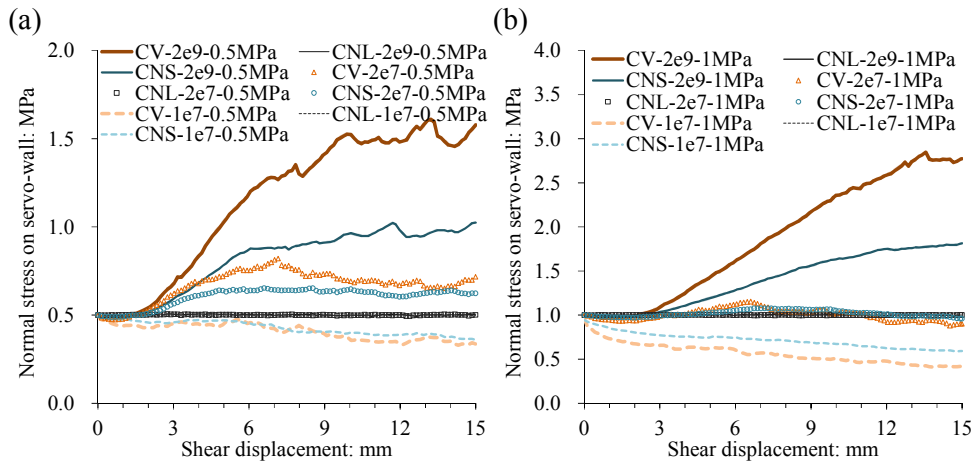 (a)
2.0
1.5
1.0
0.5
0.0
Normal stress on servo-wall: MPa
CV-2e9-0.5MPa
CNL-2e9-0.5MPa
CNS-2e9-0.5MPa
CV-2e7-0.5MPa
CNL-2e7-0.5MPa
CNS-2e7-0.5MPa
CV-1e7-0.5MPa
CNL-1e7-0.5MPa
CNS-1e7-0.5MPa
0 3 6 9 12 15
Shear displacement: mm
(b)
4.0
3.5
3.0
2.5
2.0
1.5
1.0
0.5
0.0
Normal stress on servo-wall: MPa
CV-2e9-1MPa
CNL-2e9-1MPa
CNS-2e9-1MPa
CV-2e7-1MPa
CNL-2e7-1MPa
CNS-2e7-1MPa
CV-1e7-1MPa
CNL-1e7-1MPa
CNS-1e7-1MPa
0 3 6 9 12 15
Shear displacement: mm